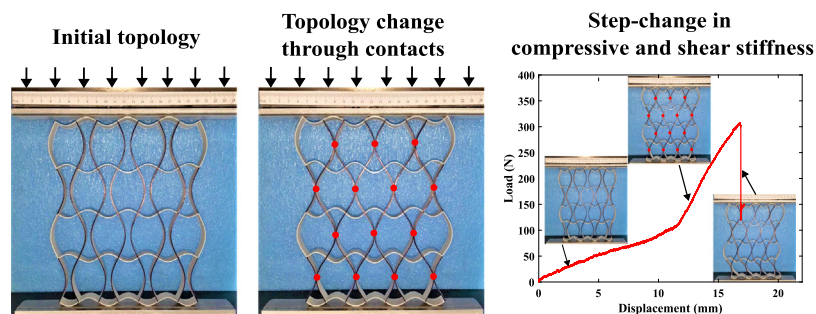 Initial topology
Topology change
through contacts
Step-change in
compressive and shear stiffness
Load (N)
400
350
300
250
200
150
100
50
0
0
5
10
15
20
Displacement (mm)